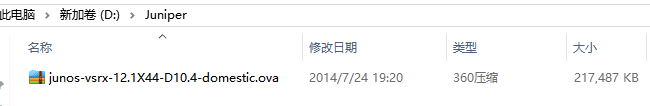 此电脑 › 新加卷 (D:) › Juniper
名称 修改日期 类型 大小
junos-vsrx-12.1X44-D10.4-domestic.ova 2014/7/24 19:20 360压缩 217,487 KB